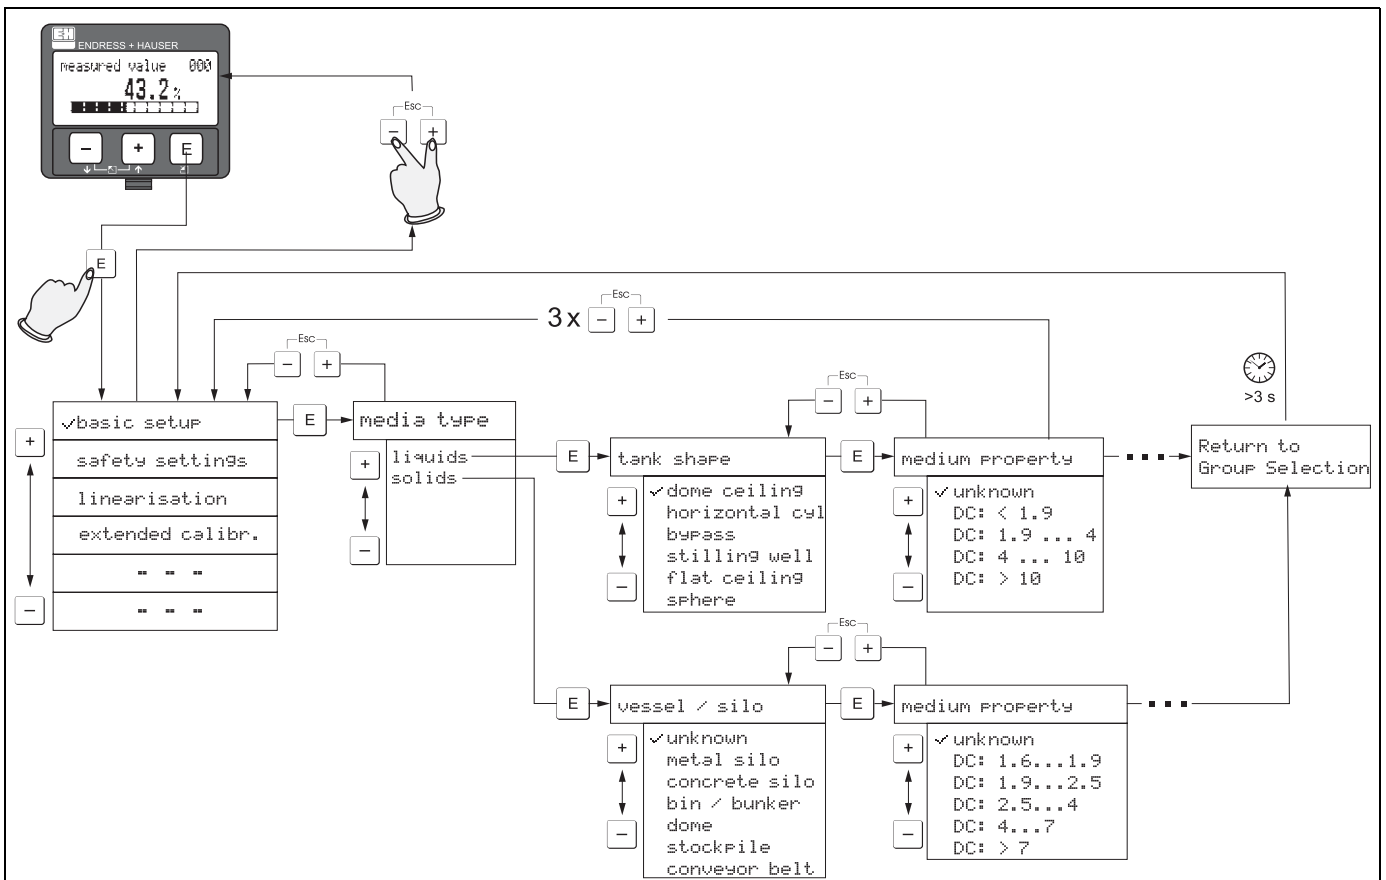 EH
ENDRESS + HAUSER
measured value 000
43.2 %
- + E
Esc
- +
E
3 x - +
Esc
Esc
- +
Esc
- +
>3 s
✓basic setup
safety settings
linearisation
extended calibr.
-- -- --
-- -- --
+
-
E
media type
liquids
solids
+
-
E
tank shape
✓dome ceiling
horizontal cyl
bypass
stilling well
flat ceiling
sphere
+
-
E
medium property
✓unknown
DC: < 1.9
DC: 1.9 ... 4
DC: 4 ... 10
DC: > 10
+
-
Return to
Group Selection
Esc
- +
E
vessel / silo
✓unknown
metal silo
concrete silo
bin / bunker
dome
stockpile
conveyor belt
+
-
E
medium property
✓unknown
DC: 1.6...1.9
DC: 1.9...2.5
DC: 2.5...4
DC: 4...7
DC: > 7
+
-